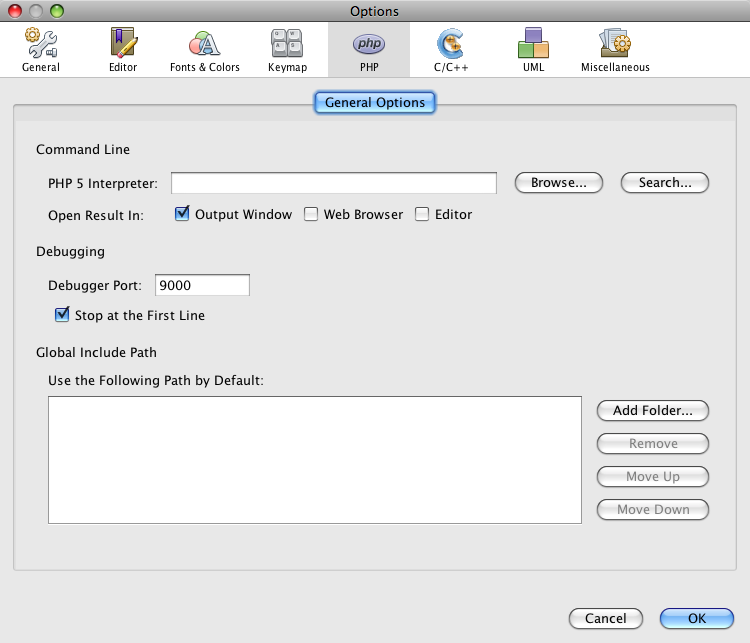 Options
General Editor Fonts & Colors Keymap php PHP C/C++ UML Miscellaneous
General Options
Command Line
PHP 5 Interpreter: Browse... Search...
Open Result In: Output Window Web Browser Editor
Debugging
Debugger Port: 9000
Stop at the First Line
Global Include Path
Use the Following Path by Default:
Add Folder...
Remove
Move Up
Move Down
Cancel OK